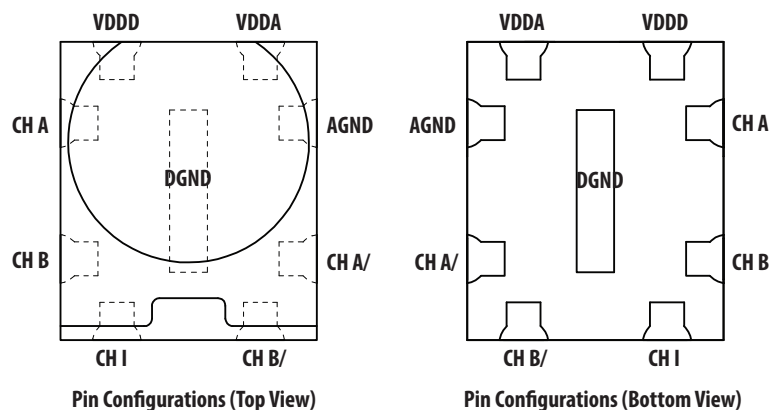 VDDD VDDA
CH A AGND
DGND
CH B CH A/
CH I CH B/
Pin Configurations (Top View)
VDDA VDDD
AGND CH A
DGND
CH A/ CH B
CH B/ CH I
Pin Configurations (Bottom View)